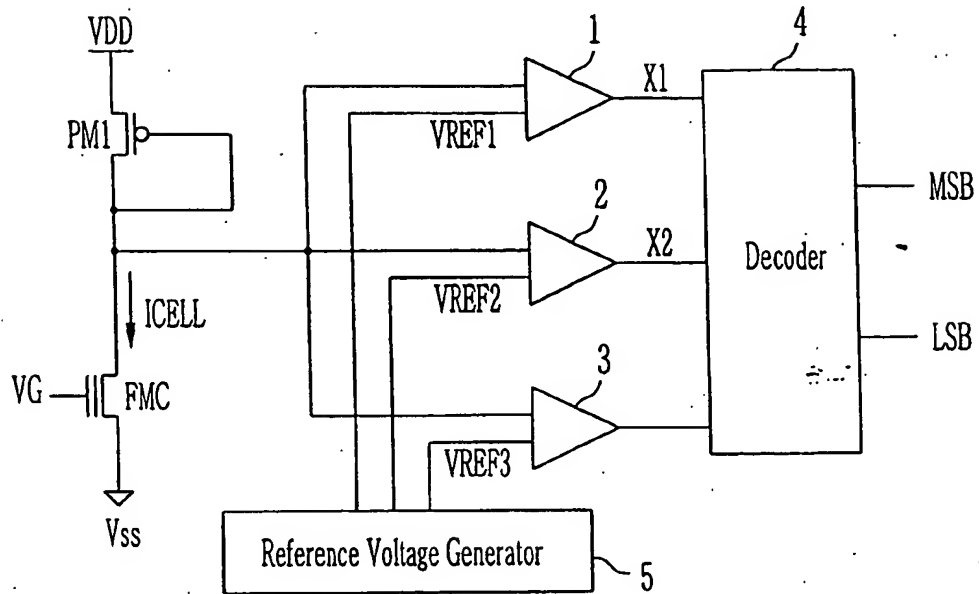 VDD
PM1
ICELL
VG
FMC
Vss
1
X1
VREF1
2
X2
VREF2
3
VREF3
4
Decoder
MSB
LSB
Reference Voltage Generator
5